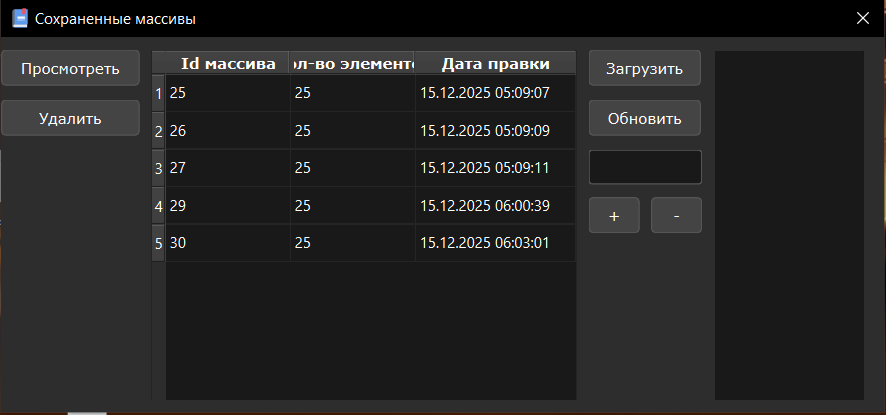 Сохраненные массивы
Просмотреть
Удалить
Id массива ол-во элементо Дата правки
1 25 25 15.12.2025 05:09:07
2 26 25 15.12.2025 05:09:09
3 27 25 15.12.2025 05:09:11
4 29 25 15.12.2025 06:00:39
5 30 25 15.12.2025 06:03:01
Загрузить
Обновить
+ -